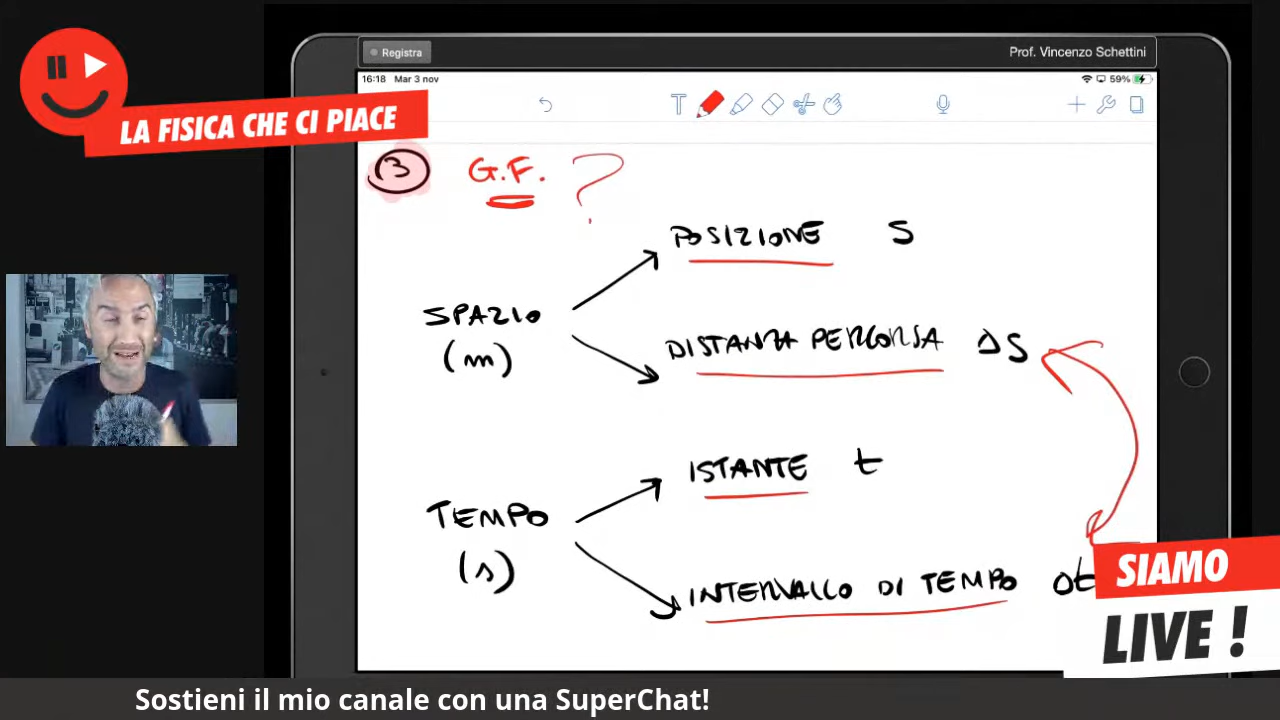 Registra
Prof. Vincenzo Schettini
16:18 Mar 3 nov
59%
LA FISICA CHE CI PIACE
T
3 G.F. ?
POSIZIONE S
SPAZIO
(m)
DISTANZA PERCORSA ΔS
ISTANTE t
TEMPO
(s)
INTERVALLO DI TEMPO Δt
SIAMO
LIVE !
Sostieni il mio canale con una SuperChat!